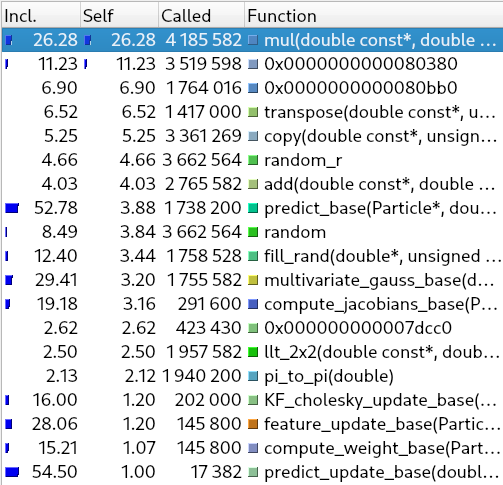 Incl. Self Called Function
26.28 26.28 4 185 582 mul(double const*, double ...
11.23 11.23 3 519 598 0x0000000000080380
6.90 6.90 1 764 016 0x0000000000080bb0
6.52 6.52 1 417 000 transpose(double const*, u...
5.25 5.25 3 361 269 copy(double const*, unsign...
4.66 4.66 3 662 564 random_r
4.03 4.03 2 765 582 add(double const*, double ...
52.78 3.88 1 738 200 predict_base(Particle*, dou...
8.49 3.84 3 662 564 random
12.40 3.44 1 758 528 fill_rand(double*, unsigned ...
29.41 3.20 1 755 582 multivariate_gauss_base(d...
19.18 3.16 291 600 compute_jacobians_base(P...
2.62 2.62 423 430 0x000000000007dcc0
2.50 2.50 1 957 582 llt_2x2(double const*, doub...
2.13 2.12 1 940 200 pi_to_pi(double)
16.00 1.20 202 000 KF_cholesky_update_base(...
28.06 1.20 145 800 feature_update_base(Partic...
15.21 1.07 145 800 compute_weight_base(Part...
54.50 1.00 17 382 predict_update_base(doubl...